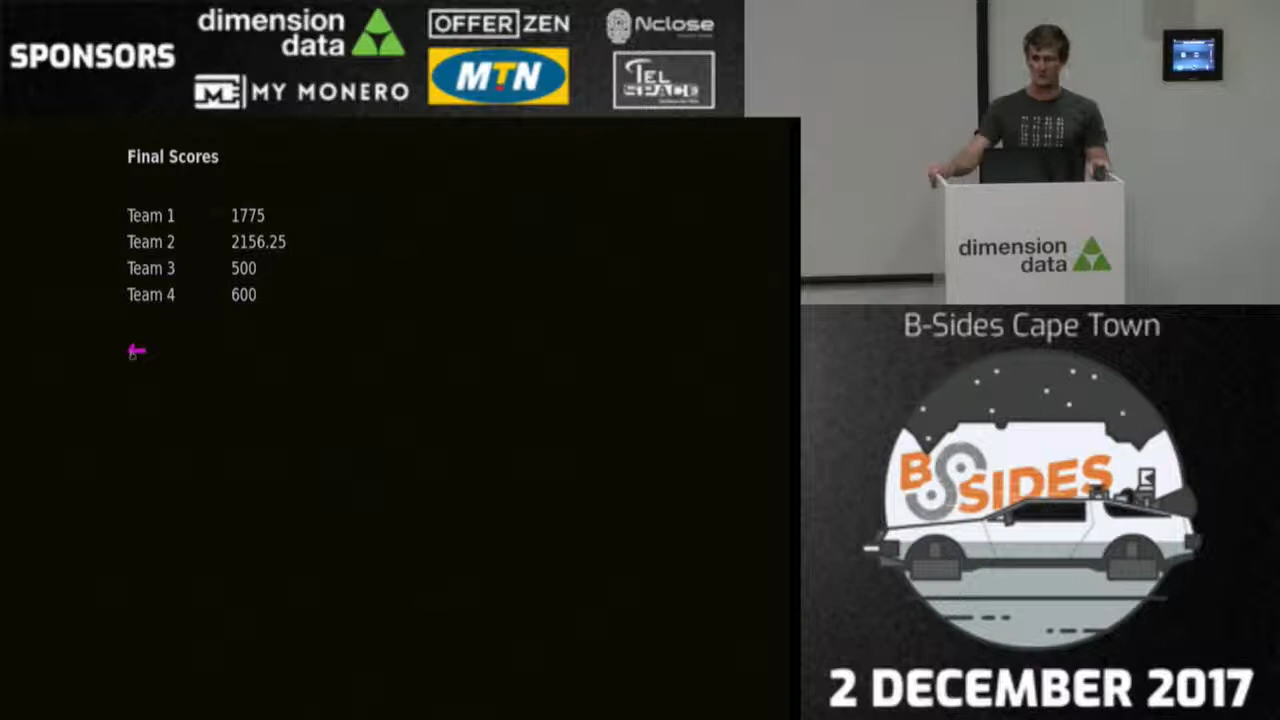 SPONSORS
dimension data
OFFERZEN
Nclose
MY MONERO
MTN
TEL SPACE
Final Scores
Team 1 1775
Team 2 2156.25
Team 3 500
Team 4 600
dimension data
B-Sides Cape Town
BSIDES
2 DECEMBER 2017